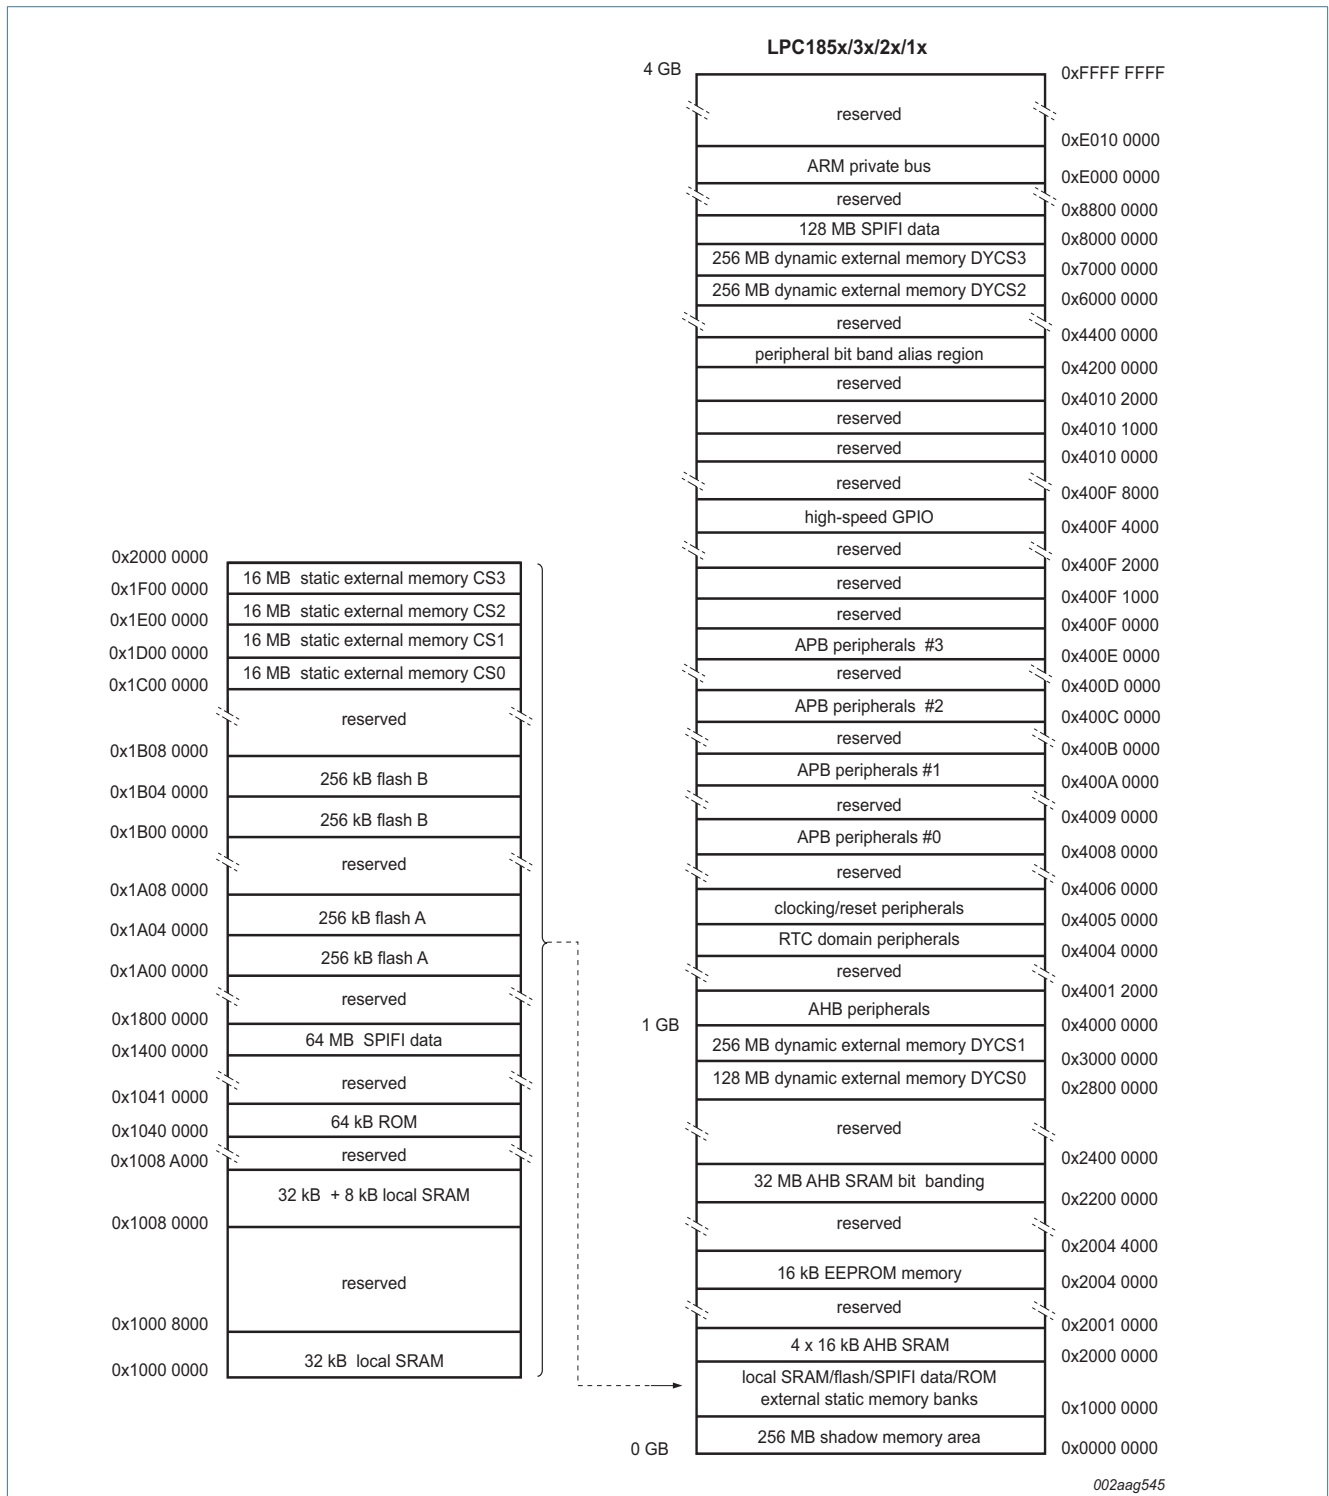 LPC185x/3x/2x/1x
4 GB
0xFFFF FFFF
reserved
0xE010 0000
ARM private bus
0xE000 0000
reserved
0x8800 0000
128 MB SPIFI data
0x8000 0000
256 MB dynamic external memory DYCS3
0x7000 0000
256 MB dynamic external memory DYCS2
0x6000 0000
reserved
0x4400 0000
peripheral bit band alias region
0x4200 0000
reserved
0x4010 2000
reserved
0x4010 1000
reserved
0x4010 0000
reserved
0x400F 8000
high-speed GPIO
0x400F 4000
reserved
0x400F 2000
reserved
0x400F 1000
reserved
0x400F 0000
APB peripherals #3
0x400E 0000
reserved
0x400D 0000
APB peripherals #2
0x400C 0000
reserved
0x400B 0000
APB peripherals #1
0x400A 0000
reserved
0x4009 0000
APB peripherals #0
0x4008 0000
reserved
0x4006 0000
clocking/reset peripherals
0x4005 0000
RTC domain peripherals
0x4004 0000
reserved
0x4001 2000
AHB peripherals
1 GB
0x4000 0000
256 MB dynamic external memory DYCS1
0x3000 0000
128 MB dynamic external memory DYCS0
0x2800 0000
reserved
0x2400 0000
32 MB AHB SRAM bit banding
0x2200 0000
reserved
0x2004 4000
16 kB EEPROM memory
0x2004 0000
reserved
0x2001 0000
4 x 16 kB AHB SRAM
0x2000 0000
local SRAM/flash/SPIFI data/ROM
external static memory banks
0x1000 0000
256 MB shadow memory area
0 GB
0x0000 0000
0x2000 0000
16 MB static external memory CS3
0x1F00 0000
16 MB static external memory CS2
0x1E00 0000
16 MB static external memory CS1
0x1D00 0000
16 MB static external memory CS0
0x1C00 0000
reserved
0x1B08 0000
256 kB flash B
0x1B04 0000
256 kB flash B
0x1B00 0000
reserved
0x1A08 0000
256 kB flash A
0x1A04 0000
256 kB flash A
0x1A00 0000
reserved
0x1800 0000
64 MB SPIFI data
0x1400 0000
reserved
0x1041 0000
64 kB ROM
0x1040 0000
reserved
0x1008 A000
32 kB + 8 kB local SRAM
0x1008 0000
reserved
0x1000 8000
32 kB local SRAM
0x1000 0000
002aag545